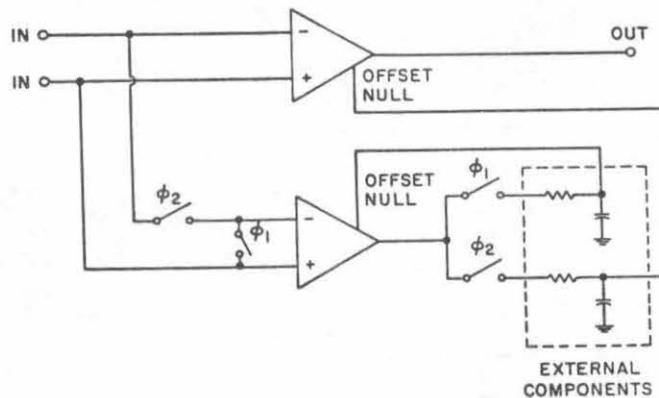 IN
−
OUT
IN
+
OFFSET
NULL
ϕ1
ϕ2
OFFSET
NULL
−
ϕ1
ϕ2
+
EXTERNAL
COMPONENTS